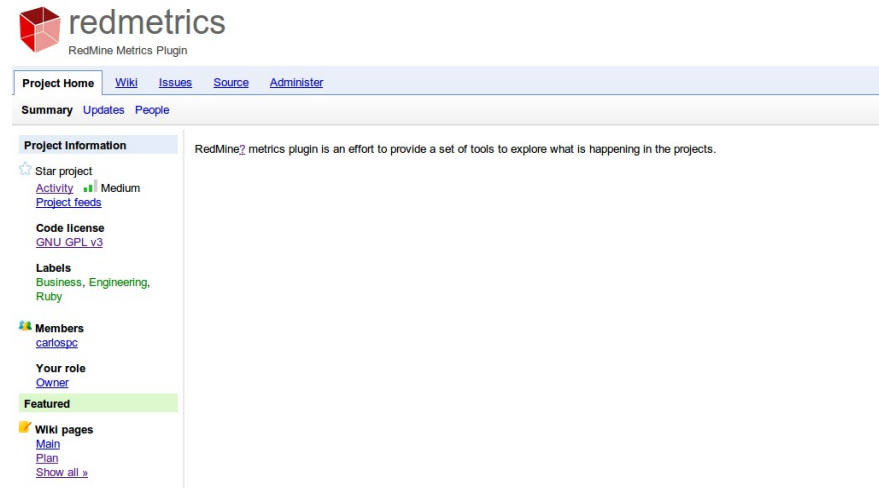 redmetrics
RedMine Metrics Plugin
Project Home Wiki Issues Source Administer
Summary Updates People
Project Information
Star project
Activity Medium
Project feeds
Code license
GNU GPL v3
Labels
Business, Engineering,
Ruby
Members
carlospc
Your role
Owner
Featured
Wiki pages
Main
Plan
Show all »
RedMine? metrics plugin is an effort to provide a set of tools to explore what is happening in the projects.